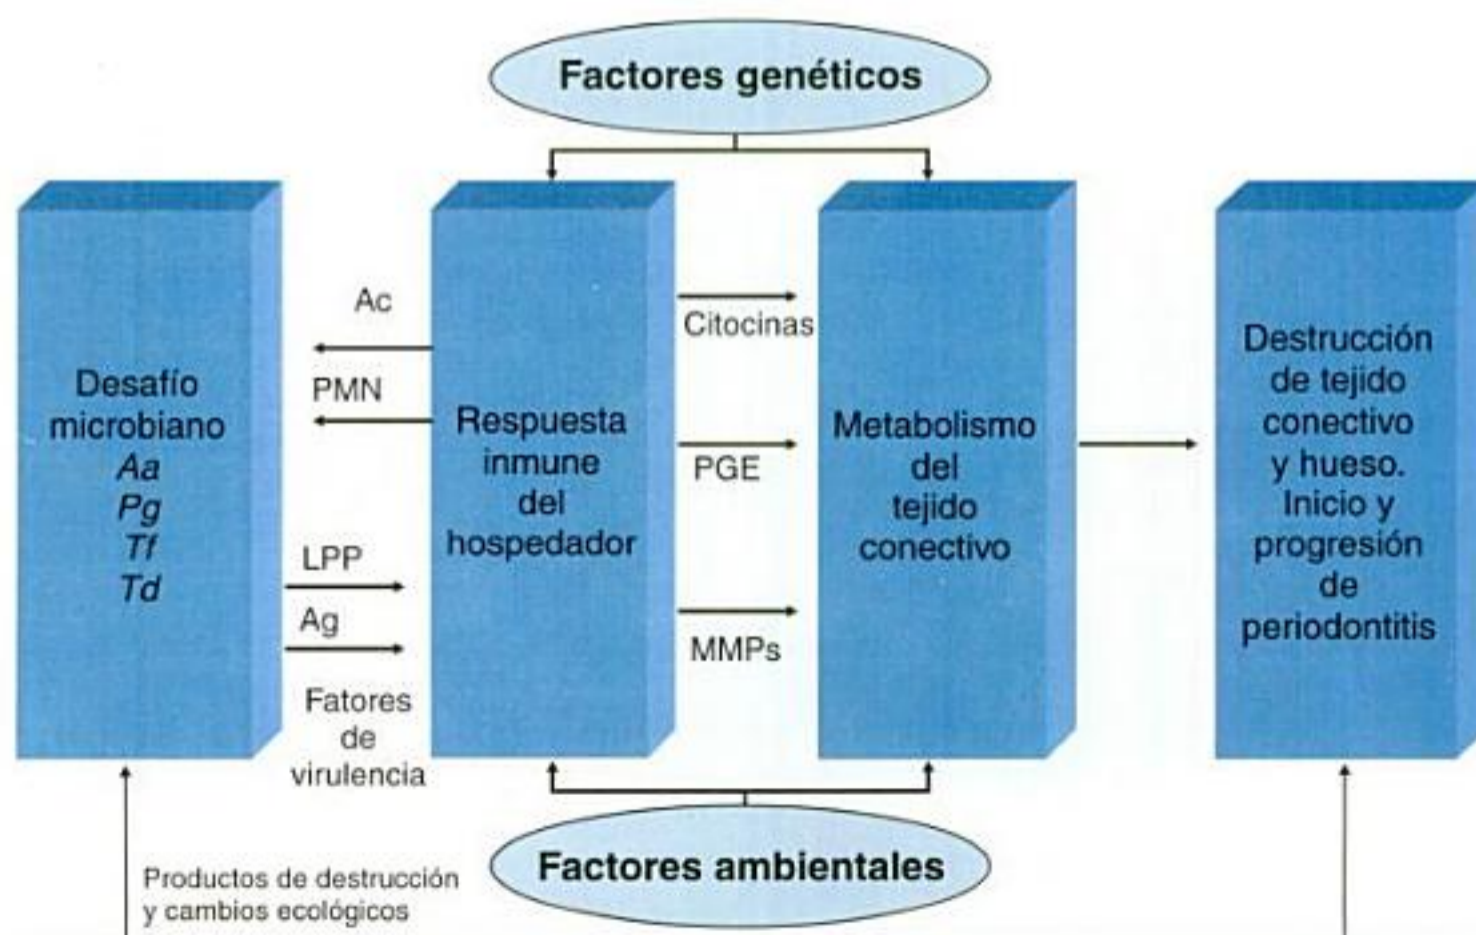 Factores genéticos
Desafío
microbiano
Aa
Pg
Tf
Td
Ac
PMN
LPP
Ag
Fatores
de
virulencia
Respuesta
inmune
del
hospedador
Citocinas
PGE
MMPs
Metabolismo
del
tejido
conectivo
Destrucción
de tejido
conectivo
y hueso.
Inicio y
progresión
de
periodontitis
Factores ambientales
Productos de destrucción
y cambios ecológicos